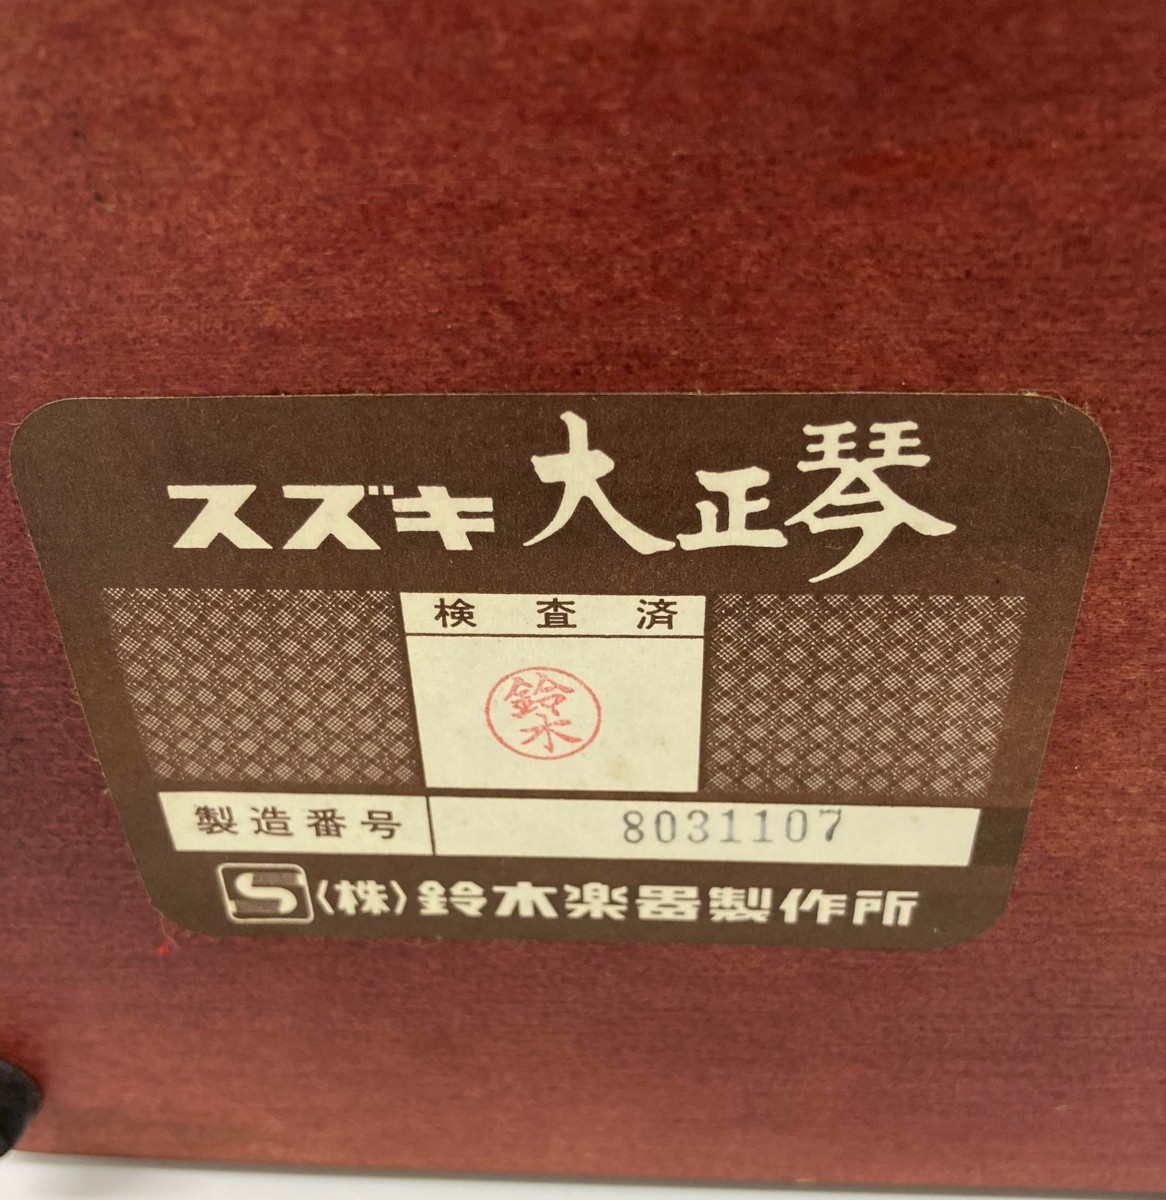 スズキ 大正琴
検査済
鈴木
製造番号 8031107
S〈株〉鈴木楽器製作所